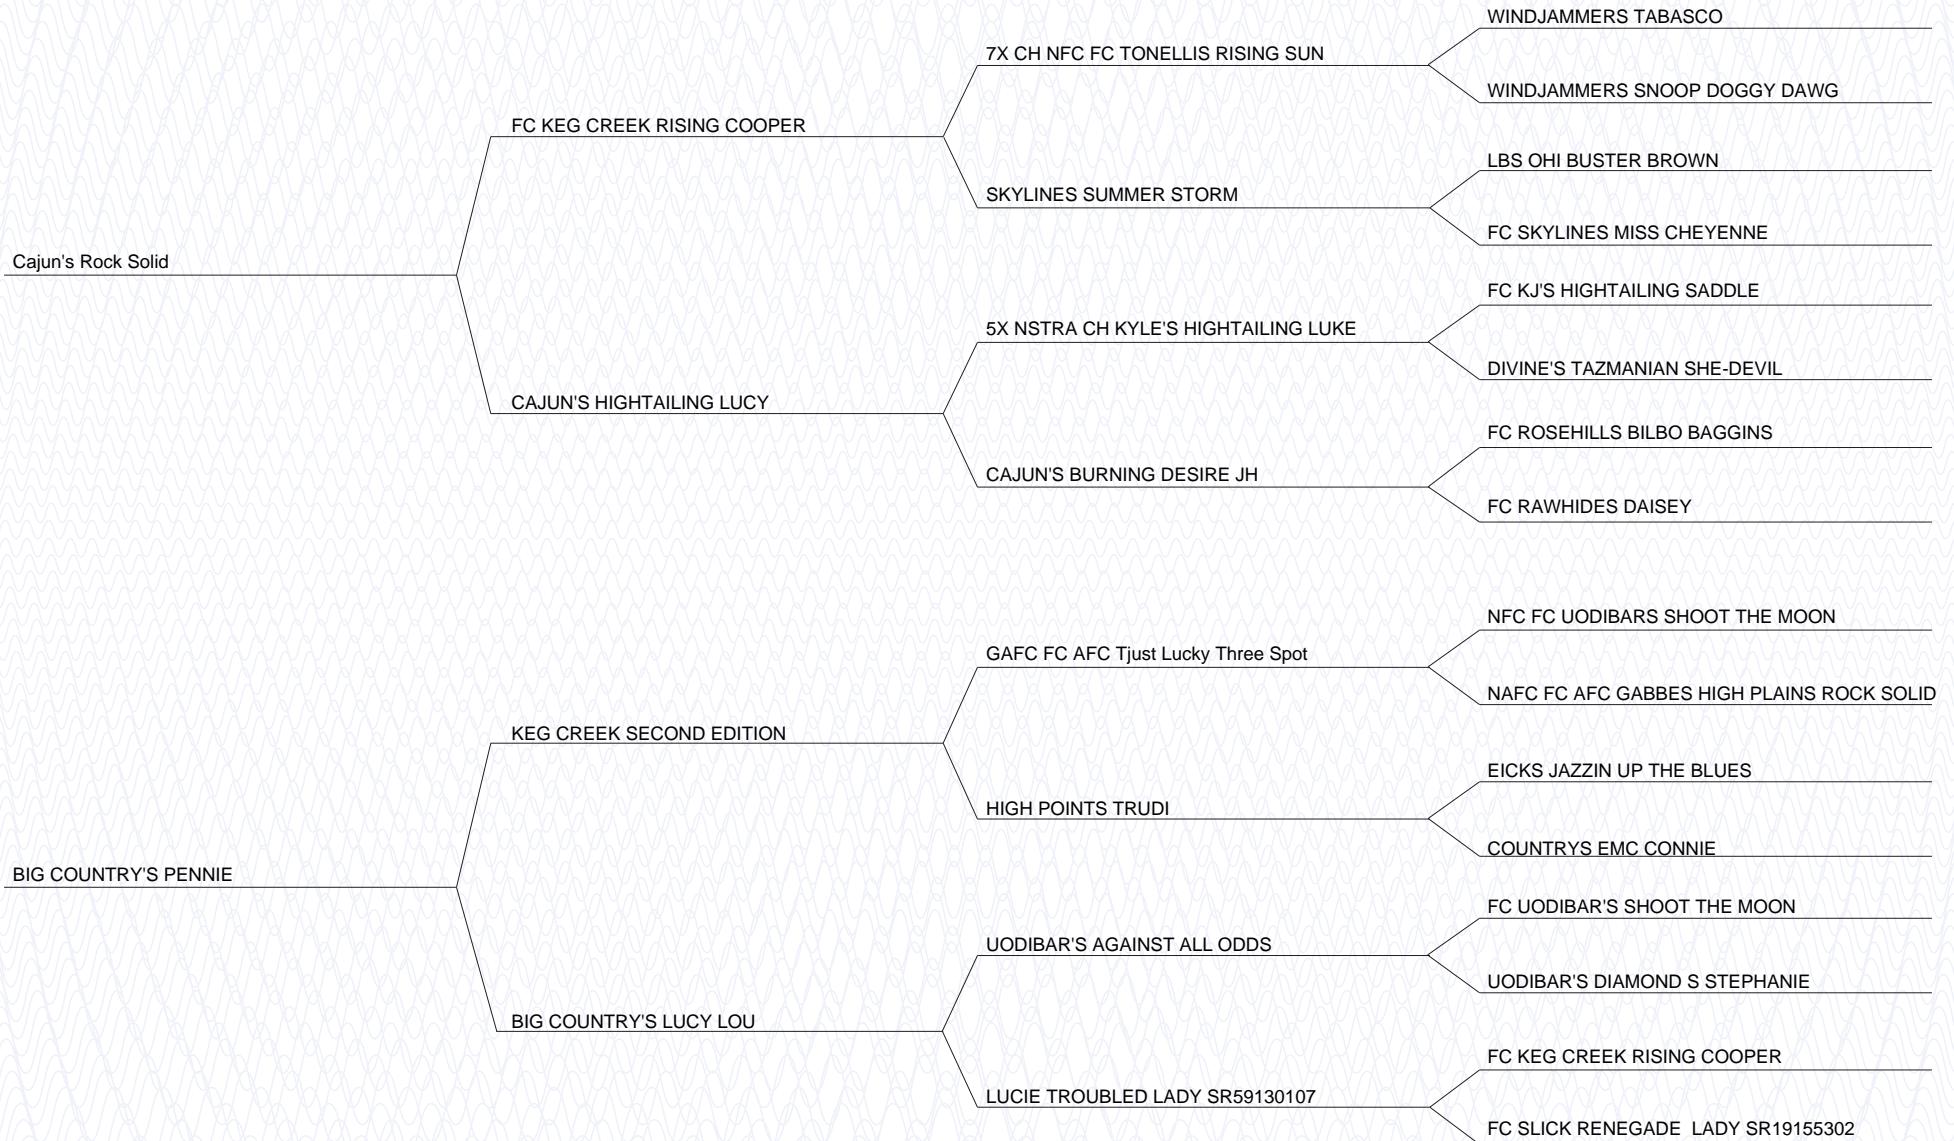 WINDJAMMERS TABASCO
7X CH NFC FC TONELLIS RISING SUN
WINDJAMMERS SNOOP DOGGY DAWG
FC KEG CREEK RISING COOPER
LBS OHI BUSTER BROWN
SKYLINES SUMMER STORM
FC SKYLINES MISS CHEYENNE
Cajun's Rock Solid
FC KJ'S HIGHTAILING SADDLE
5X NSTRA CH KYLE'S HIGHTAILING LUKE
DIVINE'S TAZMANIAN SHE-DEVIL
CAJUN'S HIGHTAILING LUCY
FC ROSEHILLS BILBO BAGGINS
CAJUN'S BURNING DESIRE JH
FC RAWHIDES DAISEY
NFC FC UODIBARS SHOOT THE MOON
GAFC FC AFC Tjust Lucky Three Spot
NAFC FC AFC GABBES HIGH PLAINS ROCK SOLID
KEG CREEK SECOND EDITION
EICKS JAZZIN UP THE BLUES
HIGH POINTS TRUDI
COUNTRYS EMC CONNIE
BIG COUNTRY'S PENNIE
FC UODIBAR'S SHOOT THE MOON
UODIBAR'S AGAINST ALL ODDS
UODIBAR'S DIAMOND S STEPHANIE
BIG COUNTRY'S LUCY LOU
FC KEG CREEK RISING COOPER
LUCIE TROUBLED LADY SR59130107
FC SLICK RENEGADE  LADY SR19155302